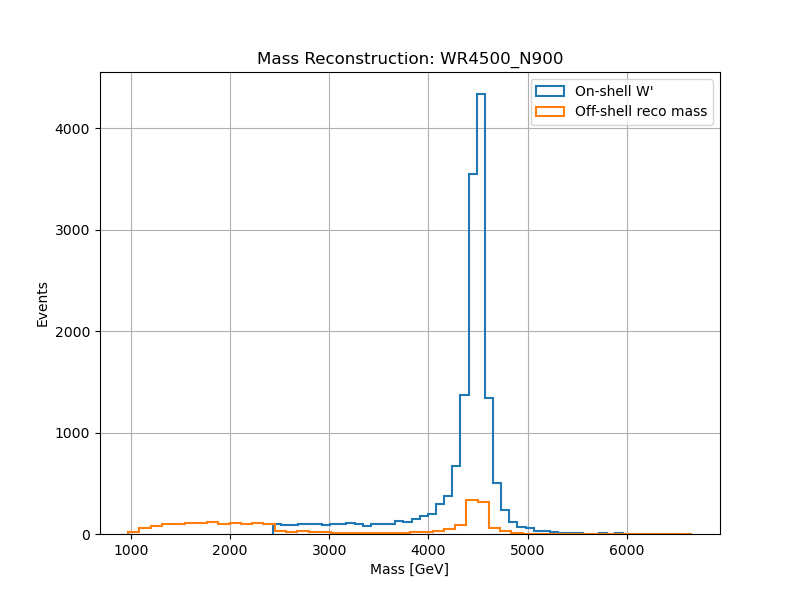 Mass Reconstruction: WR4500_N900
On-shell W'
Off-shell reco mass
Events
4000
3000
2000
1000
0
1000 2000 3000 4000 5000 6000
Mass [GeV]